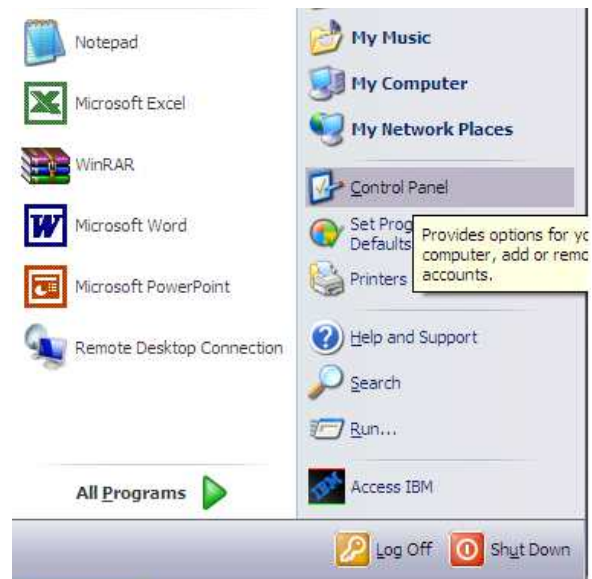 Notepad
Microsoft Excel
WinRAR
Microsoft Word
Microsoft PowerPoint
Remote Desktop Connection
All Programs
My Music
My Computer
My Network Places
Control Panel
Set Prog
Defaults
Printers
Provides options for yo
computer, add or remo
accounts.
Help and Support
Search
Run...
IBM
Access IBM
Log Off
Shut Down